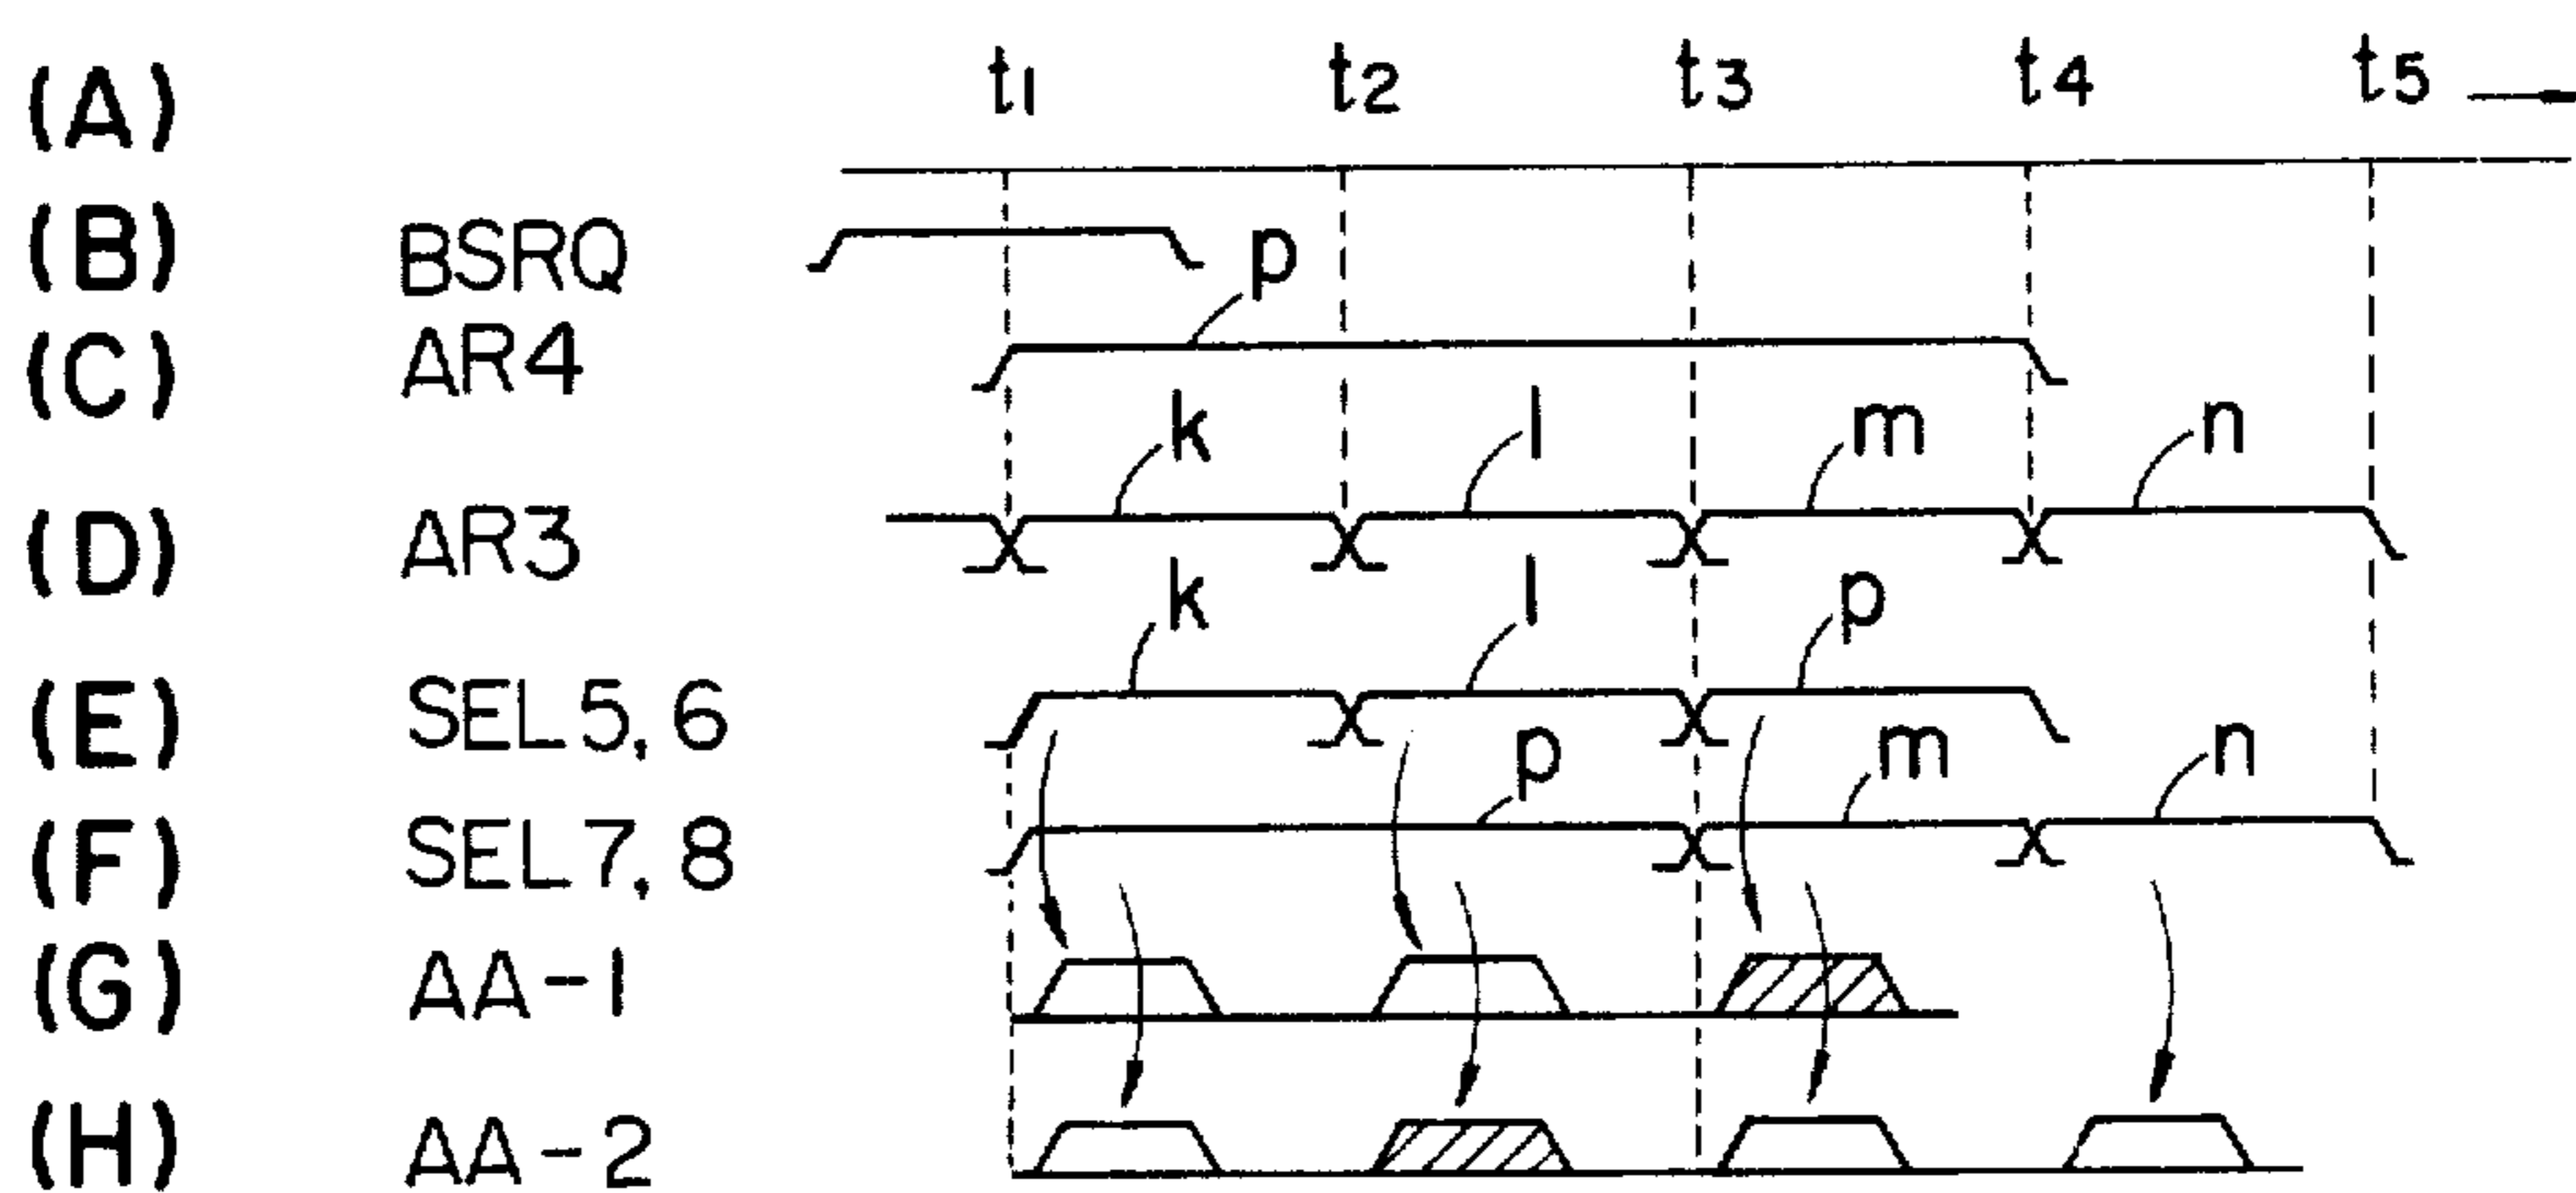 (A) t1 t2 t3 t4 t5
(B) BSRQ
p
(C) AR4
k l m n
(D) AR3
k l p
(E) SEL5,6
p m n
(F) SEL7,8
(G) AA-1
(H) AA-2